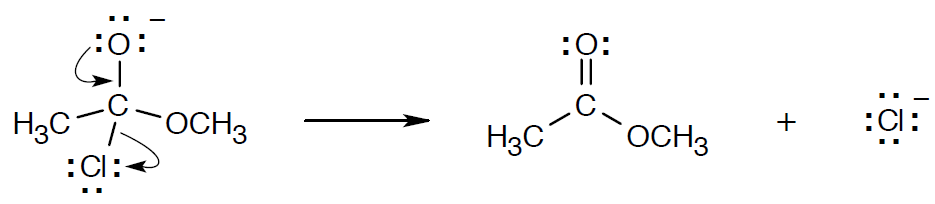 O −
C
H3C OCH3
Cl
O
C
H3C OCH3
+
Cl −